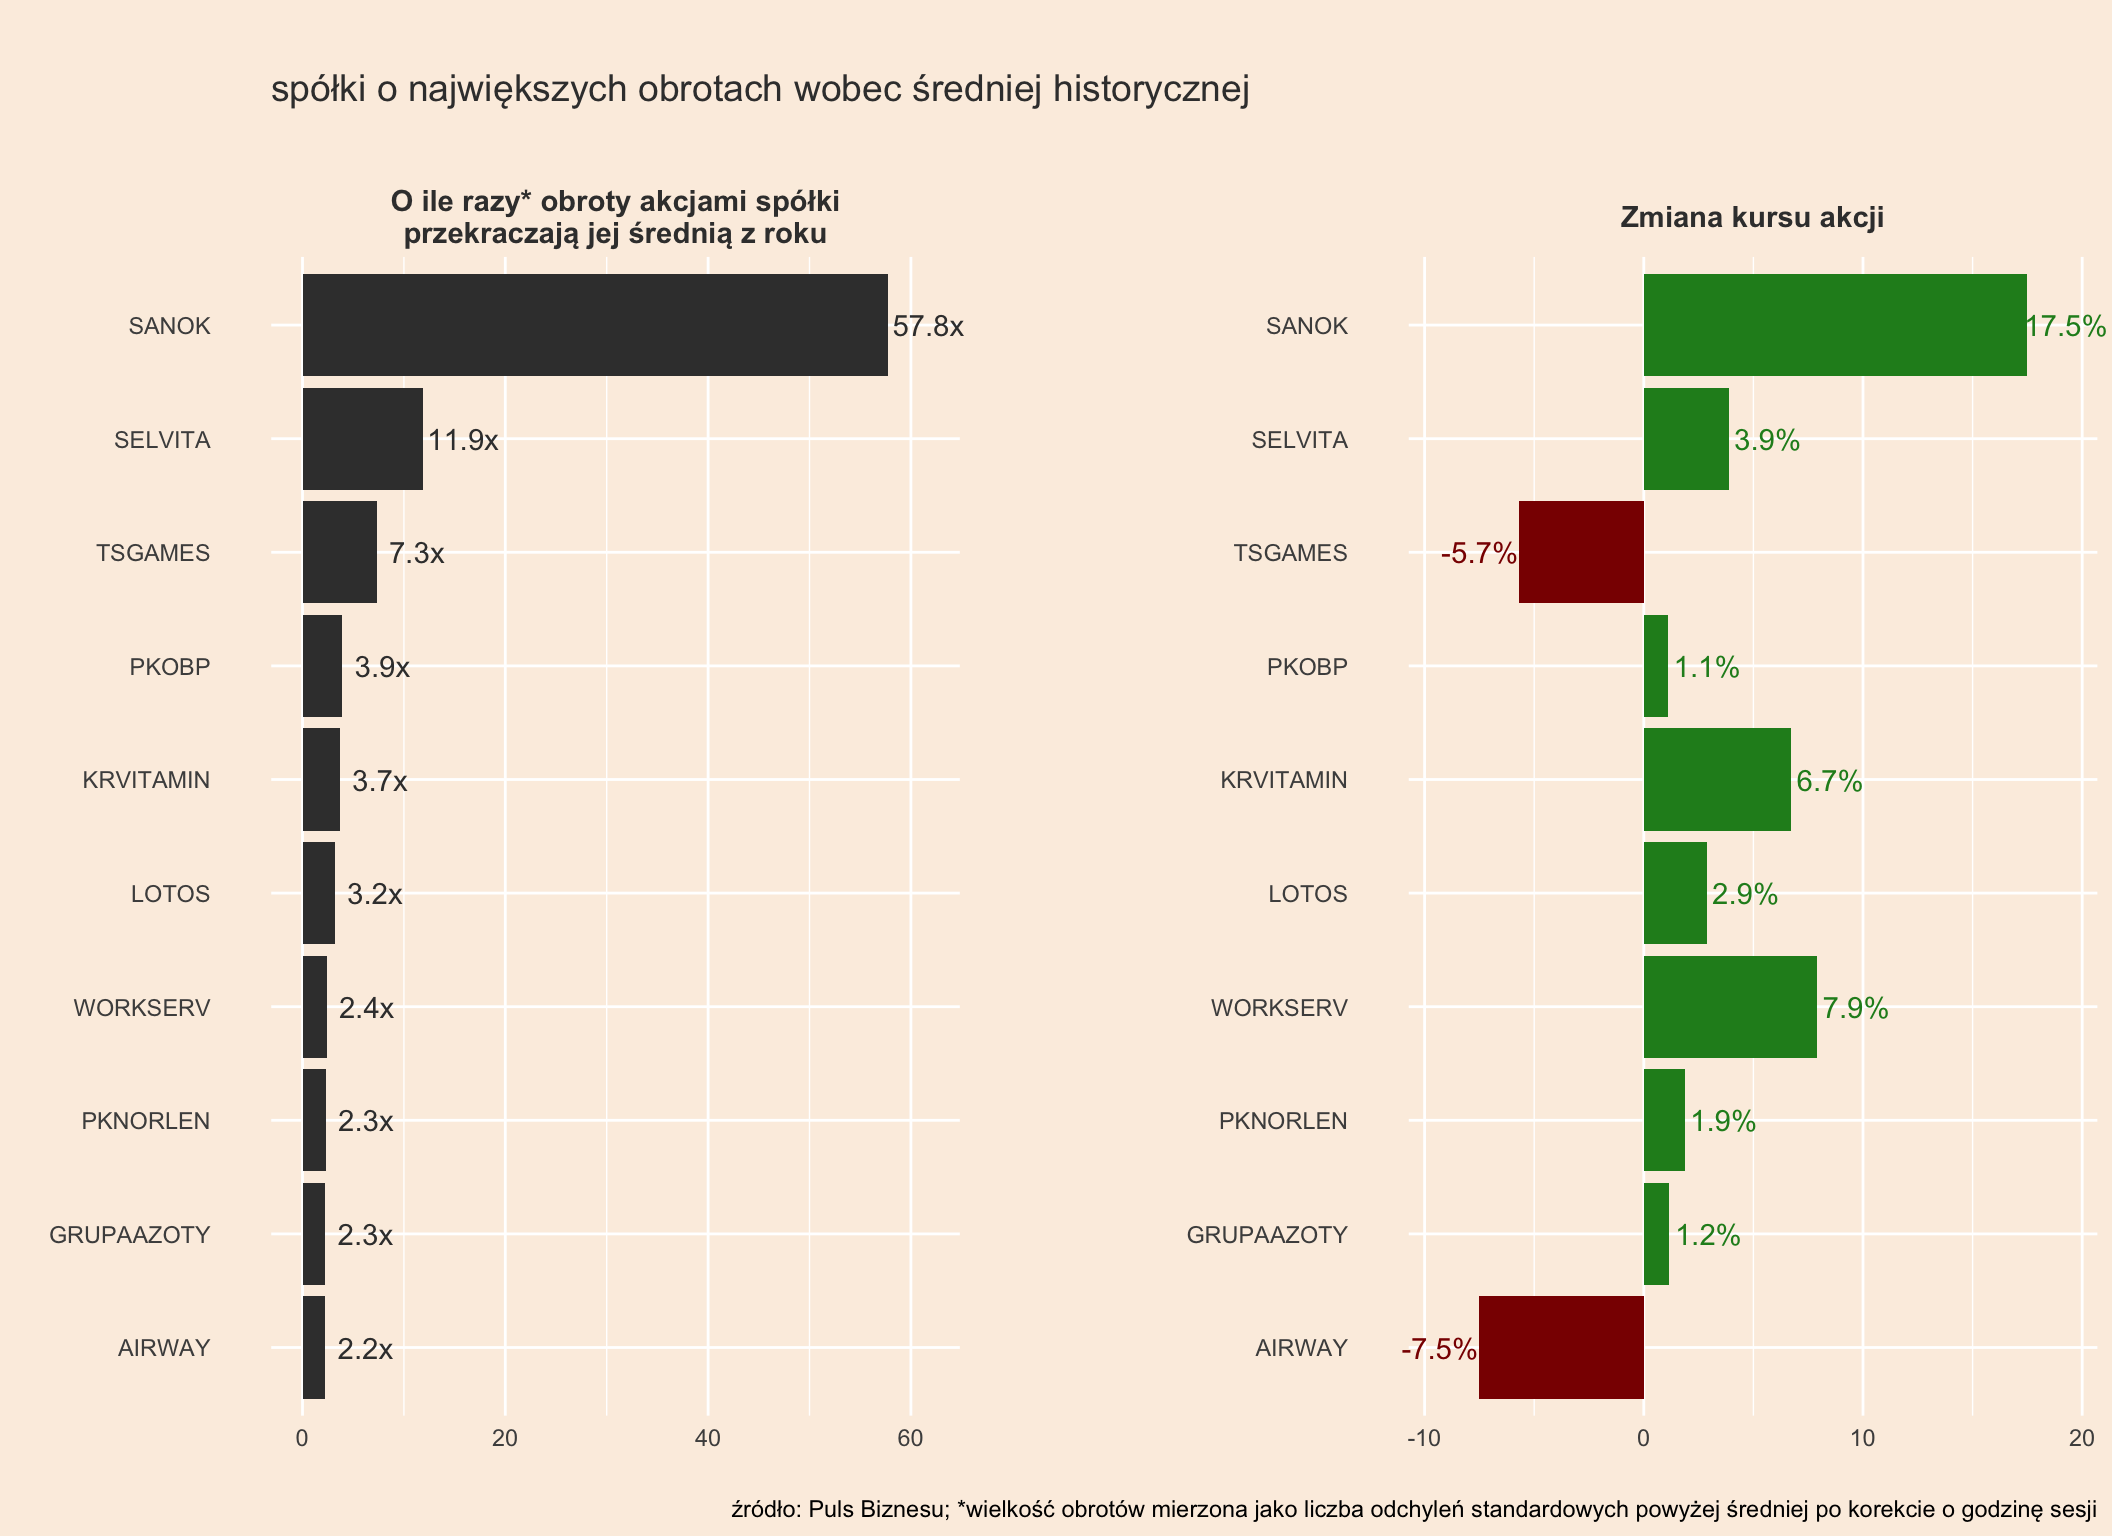 spółki o największych obrotach wobec średniej historycznej
O ile razy* obroty akcjami spółki
przekraczają jej średnią z roku
SANOK 57.8x
SELVITA 11.9x
TSGAMES 7.3x
PKOBP 3.9x
KRVITAMIN 3.7x
LOTOS 3.2x
WORKSERV 2.4x
PKNORLEN 2.3x
GRUPAAZOTY 2.3x
AIRWAY 2.2x
0 20 40 60
Zmiana kursu akcji
SANOK 17.5%
SELVITA 3.9%
TSGAMES -5.7%
PKOBP 1.1%
KRVITAMIN 6.7%
LOTOS 2.9%
WORKSERV 7.9%
PKNORLEN 1.9%
GRUPAAZOTY 1.2%
AIRWAY -7.5%
-10 0 10 20
źródło: Puls Biznesu; *wielkość obrotów mierzona jako liczba odchyleń standardowych powyżej średniej po korekcie o godzinę sesji